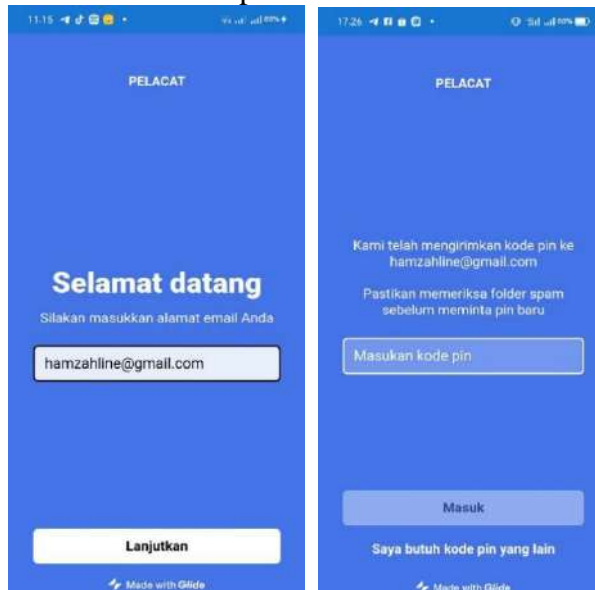 11.15
PELACAT
Selamat datang
Silakan masukkan alamat email Anda
hamzahline@gmail.com
Lanjutkan
Made with Glide
17.26
PELACAT
Kami telah mengirimkan kode pin ke
hamzahline@gmail.com
Pastikan memeriksa folder spam
sebelum meminta pin baru
Masukan kode pin
Masuk
Saya butuh kode pin yang lain
Made with Glide